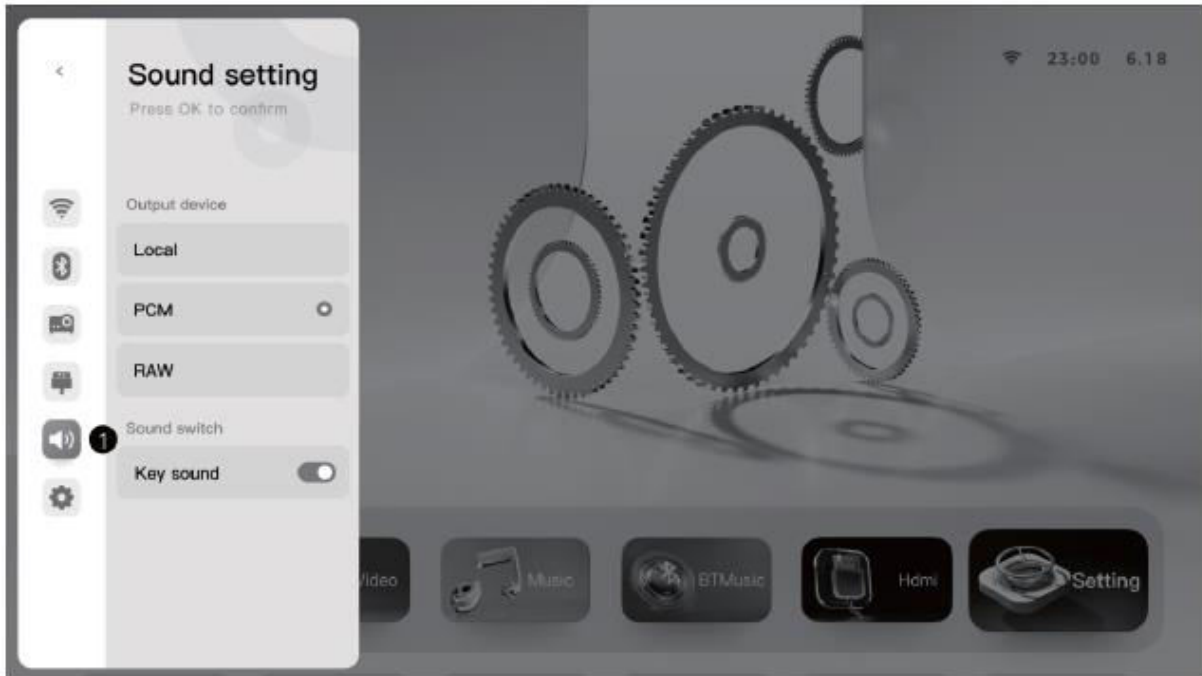 Sound setting
Press OK to confirm
23:00 6.18
Output device
Local
PCM
RAW
1
Sound switch
Key sound
Video
Music
BTMusic
Hdmi
Setting